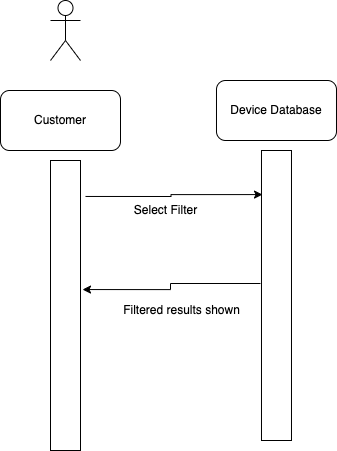 Customer
Device Database
Select Filter
Filtered results shown